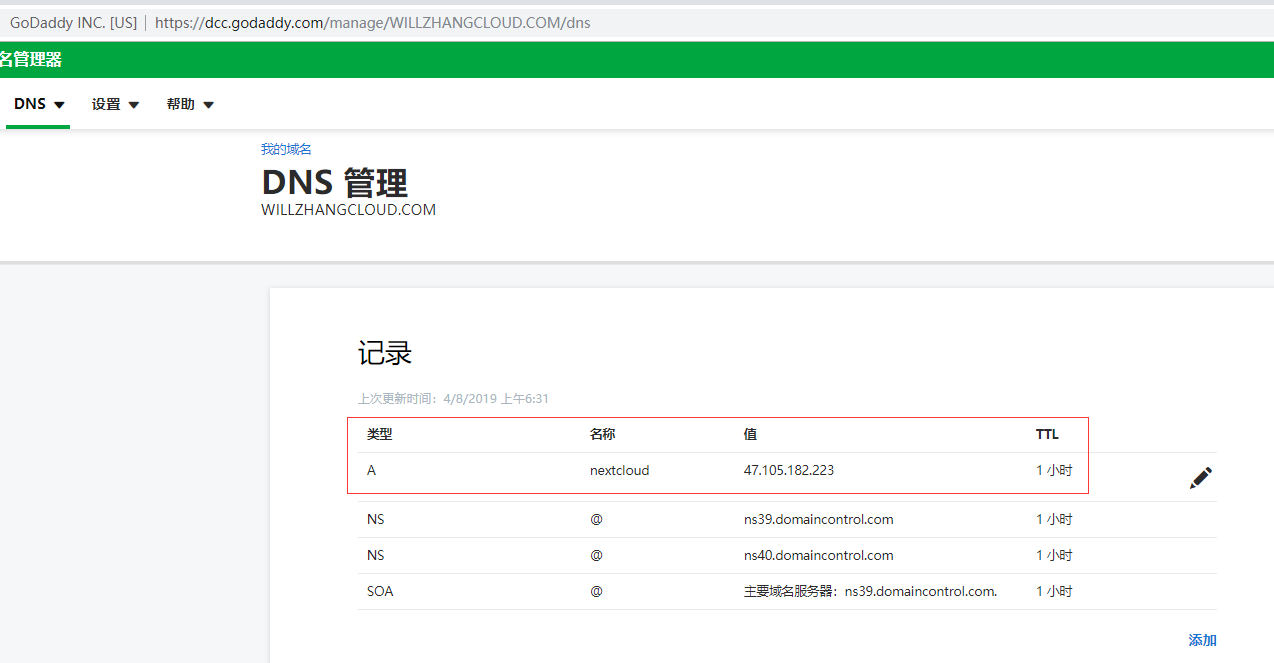 GoDaddy INC. [US] | https://dcc.godaddy.com/manage/WILLZHANGCLOUD.COM/dns
名管理器
DNS 设置 帮助
我的域名
DNS 管理
WILLZHANGCLOUD.COM
记录
上次更新时间：4/8/2019 上午6:31
类型 名称 值 TTL
A nextcloud 47.105.182.223 1 小时
NS @ ns39.domaincontrol.com 1 小时
NS @ ns40.domaincontrol.com 1 小时
SOA @ 主要域名服务器：ns39.domaincontrol.com. 1 小时
添加